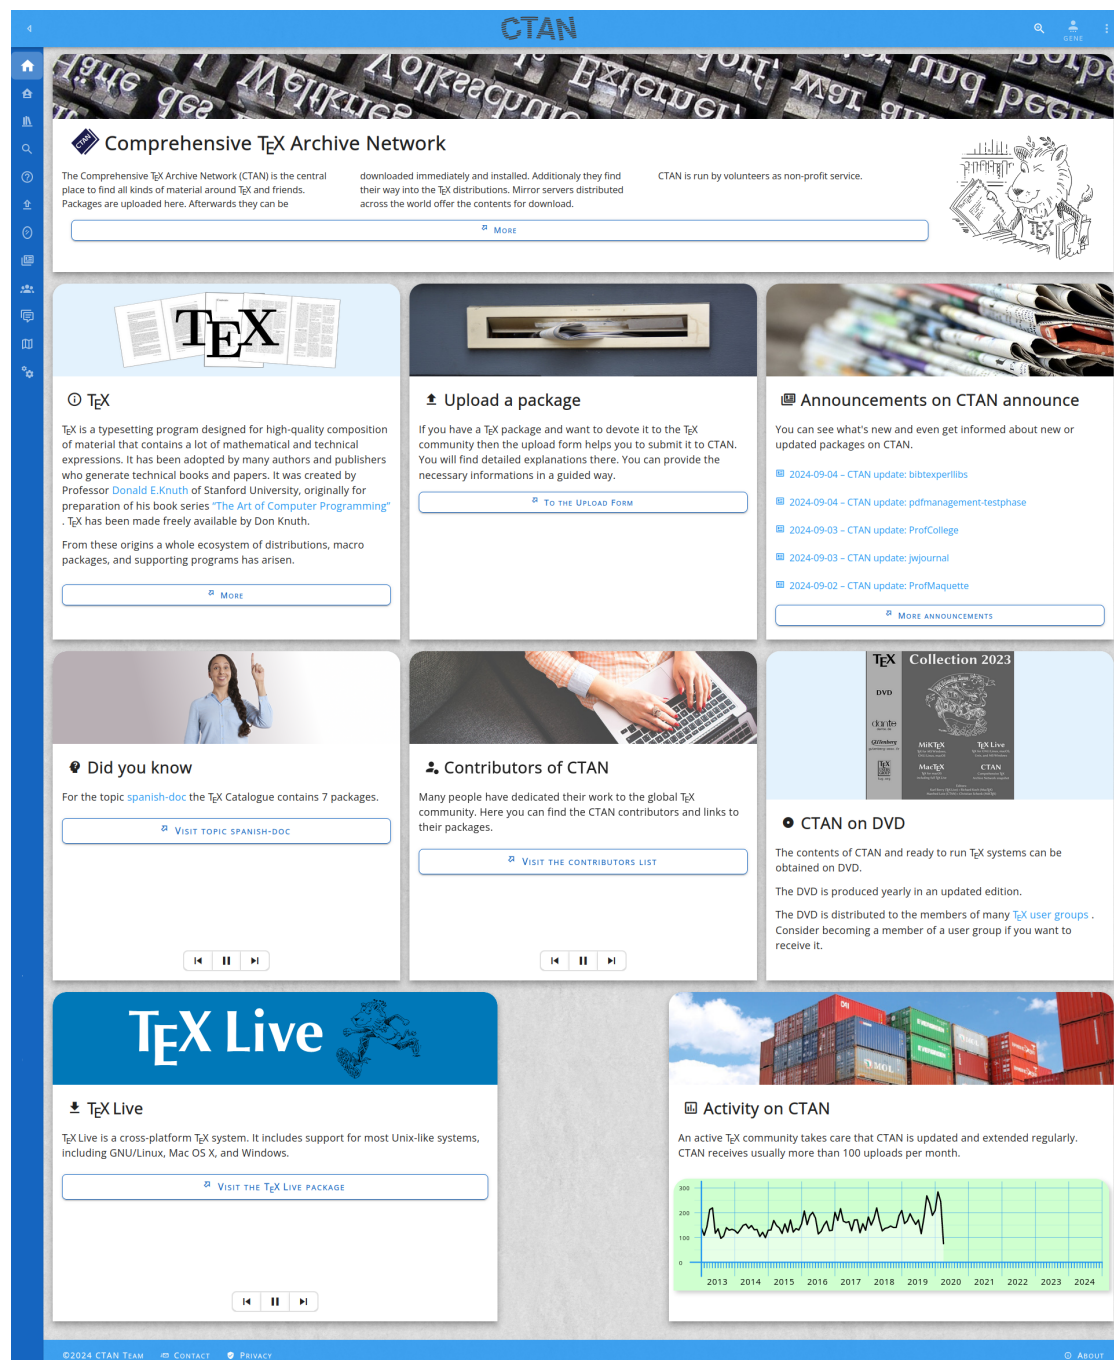 CTAN
GENE
Härte des Weltkries Volksschul Externer dort war und been
CTAN Comprehensive TEX Archive Network
The Comprehensive TEX Archive Network (CTAN) is the central
place to find all kinds of material around TEX and friends.
Packages are uploaded here. Afterwards they can be
downloaded immediately and installed. Additionaly they find
their way into the TEX distributions. Mirror servers distributed
across the world offer the contents for download.
CTAN is run by volunteers as non-profit service.
More
TEX
TEX
TEX
TEX is a typesetting program designed for high-quality composition
of material that contains a lot of mathematical and technical
expressions. It has been adopted by many authors and publishers
who generate technical books and papers. It was created by
Professor Donald E.Knuth of Stanford University, originally for
preparation of his book series “The Art of Computer Programming”
. TEX has been made freely available by Don Knuth.
From these origins a whole ecosystem of distributions, macro
packages, and supporting programs has arisen.
More
Upload a package
If you have a TEX package and want to devote it to the TEX
community then the upload form helps you to submit it to CTAN.
You will find detailed explanations there. You can provide the
necessary informations in a guided way.
To the Upload Form
Announcements on CTAN announce
You can see what's new and even get informed about new or
updated packages on CTAN.
2024-09-04 – CTAN update: bibtexperllibs
2024-09-04 – CTAN update: pdfmanagement-testphase
2024-09-03 – CTAN update: ProfCollege
2024-09-03 – CTAN update: jwjournal
2024-09-02 – CTAN update: ProfMaquette
More announcements
Did you know
For the topic spanish-doc the TEX Catalogue contains 7 packages.
Visit topic spanish-doc
Contributors of CTAN
Many people have dedicated their work to the global TEX
community. Here you can find the CTAN contributors and links to
their packages.
Visit the contributors list
TEX Collection 2023
DVD
dante
MiKTEX
TEX Live
MacTEX
CTAN
CTAN on DVD
The contents of CTAN and ready to run TEX systems can be
obtained on DVD.
The DVD is produced yearly in an updated edition.
The DVD is distributed to the members of many TEX user groups .
Consider becoming a member of a user group if you want to
receive it.
TEX Live
TEX Live
TEX Live is a cross-platform TEX system. It includes support for most Unix-like systems,
including GNU/Linux, Mac OS X, and Windows.
Visit the TEX Live package
Activity on CTAN
An active TEX community takes care that CTAN is updated and extended regularly.
CTAN receives usually more than 100 uploads per month.
300
200
100
0
2013 2014 2015 2016 2017 2018 2019 2020 2021 2022 2023 2024
©2024 CTAN Team Contact Privacy About